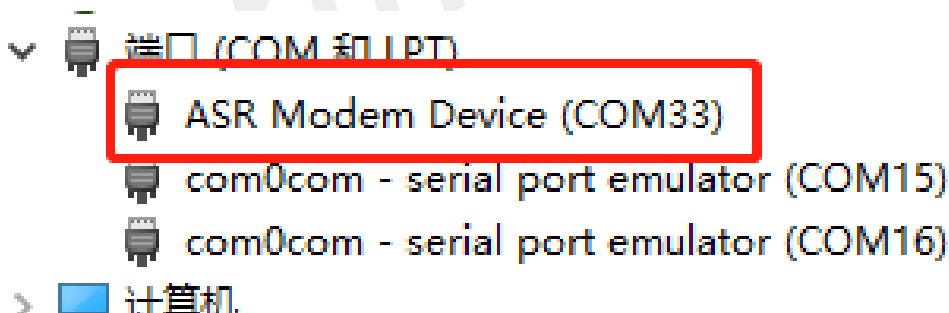 端口 (COM 和 LPT)
ASR Modem Device (COM33)
com0com - serial port emulator (COM15)
com0com - serial port emulator (COM16)
计算机